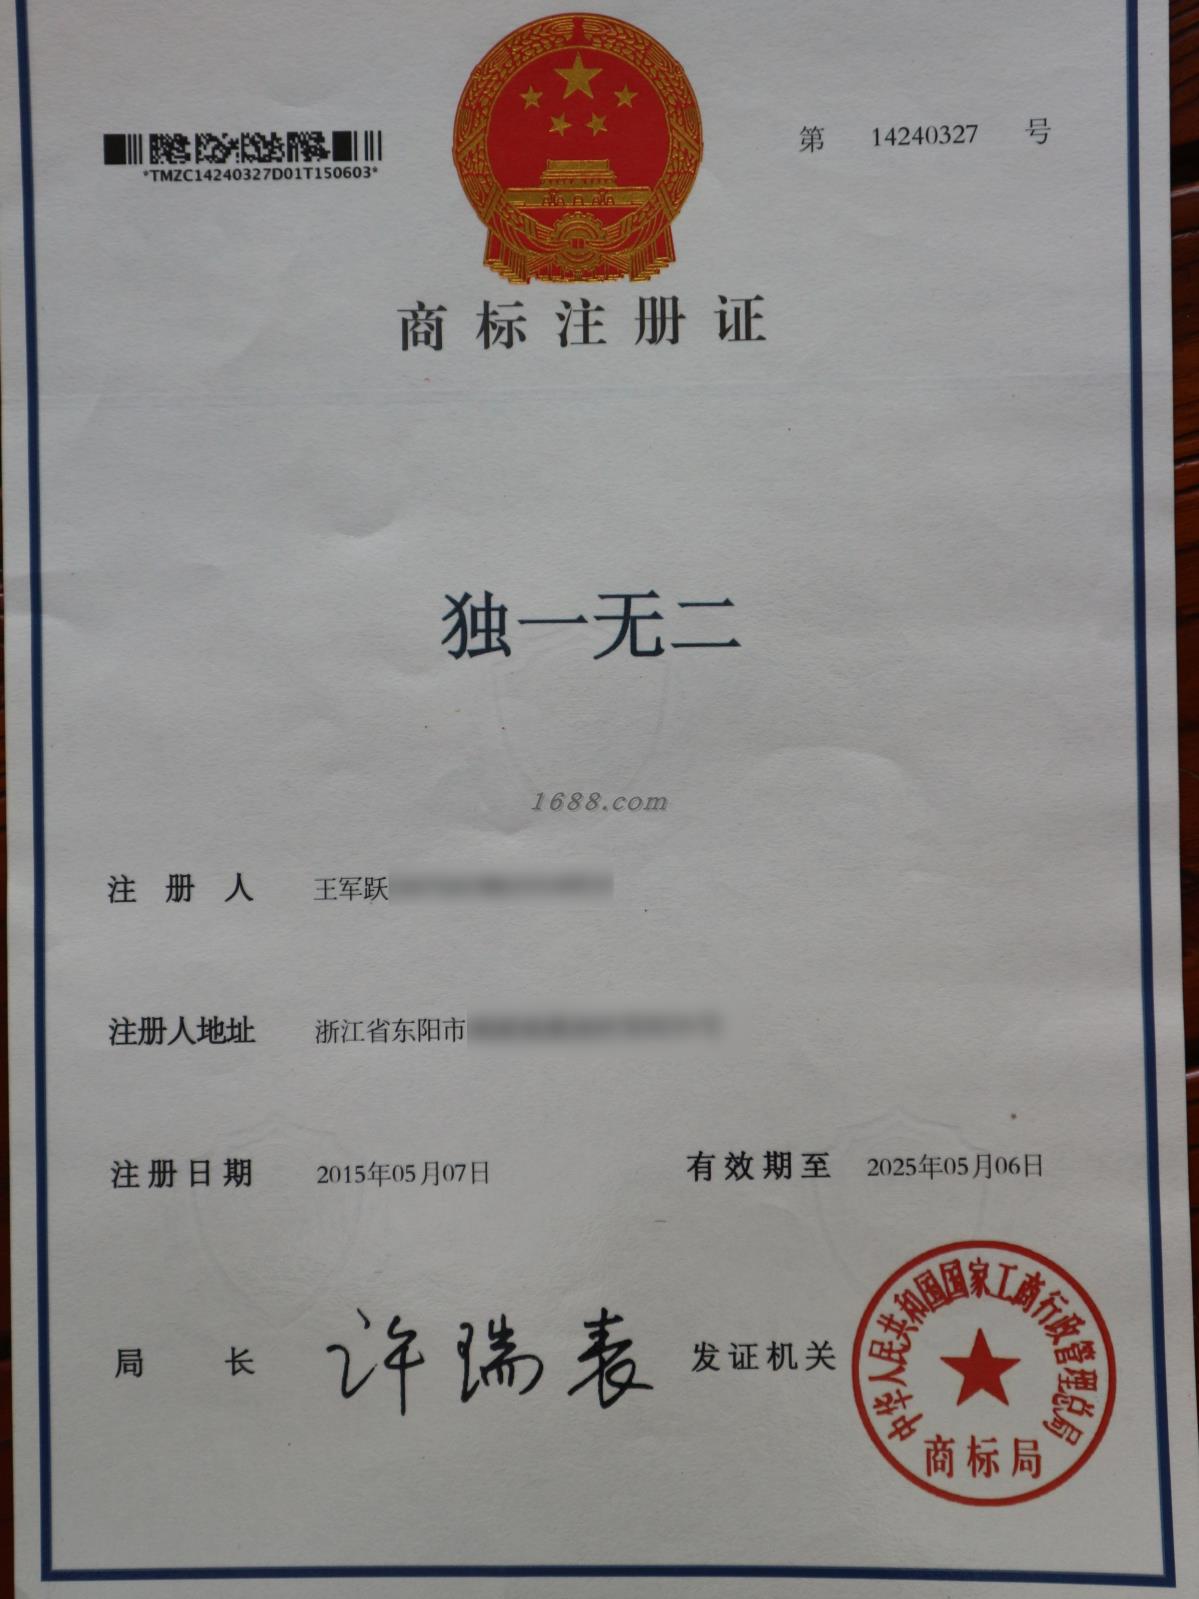 *TMZC14240327D01T150603*
第 14240327 号
商标注册证
独一无二
1688.com
注册人 王军跃
注册人地址 浙江省东阳市
注册日期 2015年05月07日 有效期至 2025年05月06日
局长 许瑞表 发证机关
中华人民共和国国家工商行政管理总局
商标局